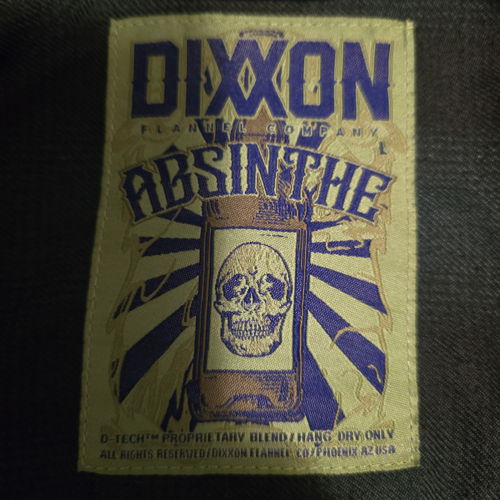 DIXXON
FLANNEL COMPANY
L
ABSINTHE
D-TECH™ PROPRIETARY BLEND/HANG DRY ONLY
ALL RIGHTS RESERVED/DIXXON FLANNEL CO/PHOENIX AZ USA